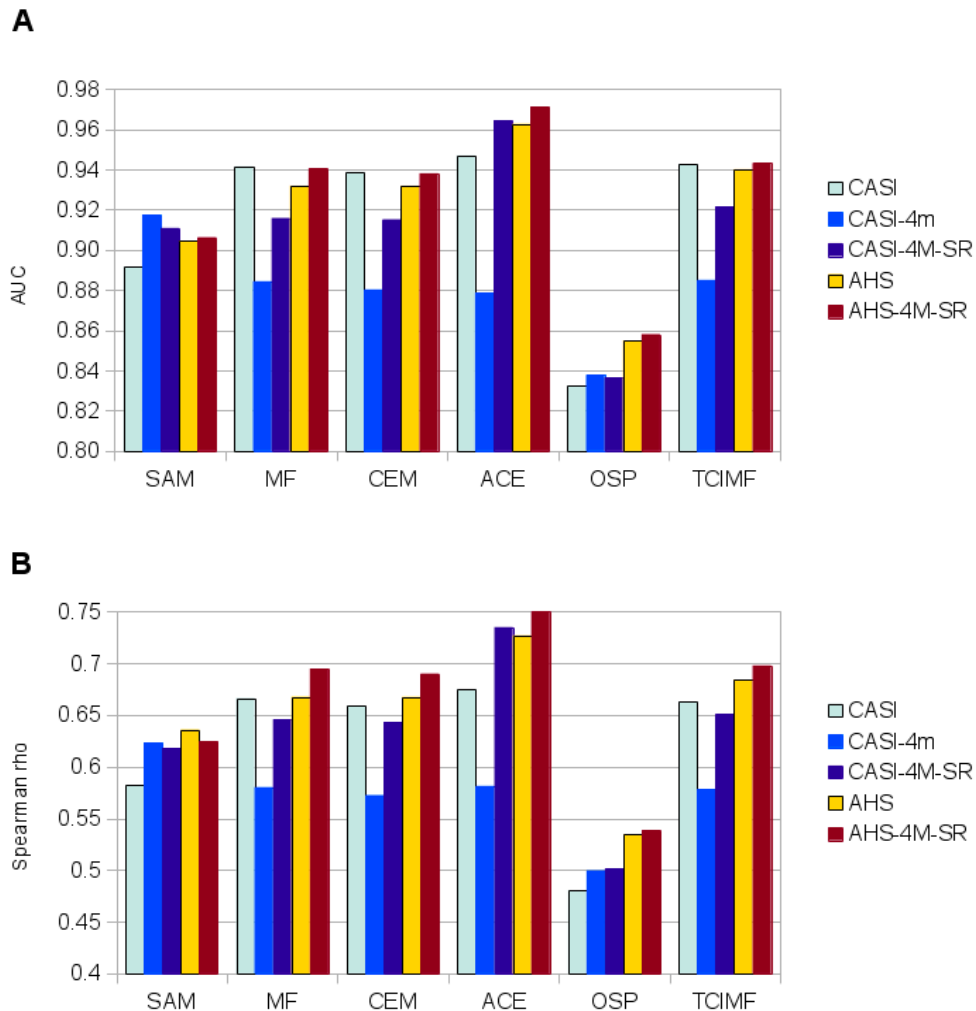 A
0.98
0.96
0.94
0.92
0.90
0.88
0.86
0.84
0.82
0.80
AUC
SAM MF CEM ACE OSP TCIMF
CASI
CASI-4m
CASI-4M-SR
AHS
AHS-4M-SR
B
0.75
0.7
0.65
0.6
0.55
0.5
0.45
0.4
Spearman rho
SAM MF CEM ACE OSP TCIMF
CASI
CASI-4m
CASI-4M-SR
AHS
AHS-4M-SR